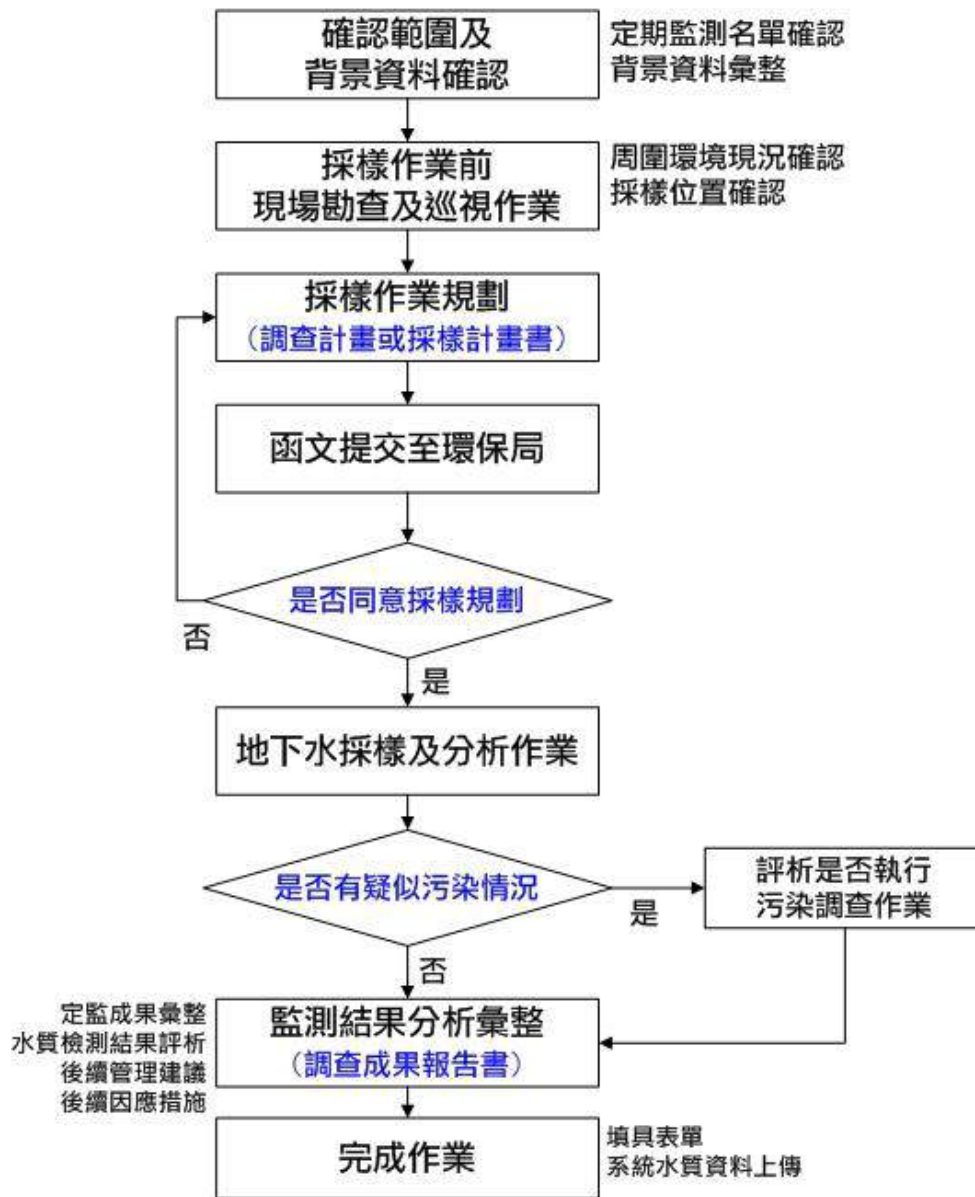 確認範圍及
背景資料確認
定期監測名單確認
背景資料彙整
採樣作業前
現場勘查及巡視作業
周圍環境現況確認
採樣位置確認
採樣作業規劃
（調查計畫或採樣計畫書）
函文提交至環保局
是否同意採樣規劃
否
是
地下水採樣及分析作業
是否有疑似污染情況
是
評析是否執行
污染調查作業
否
定監成果彙整
水質檢測結果評析
後續管理建議
後續因應措施
監測結果分析彙整
（調查成果報告書）
完成作業
填具表單
系統水質資料上傳